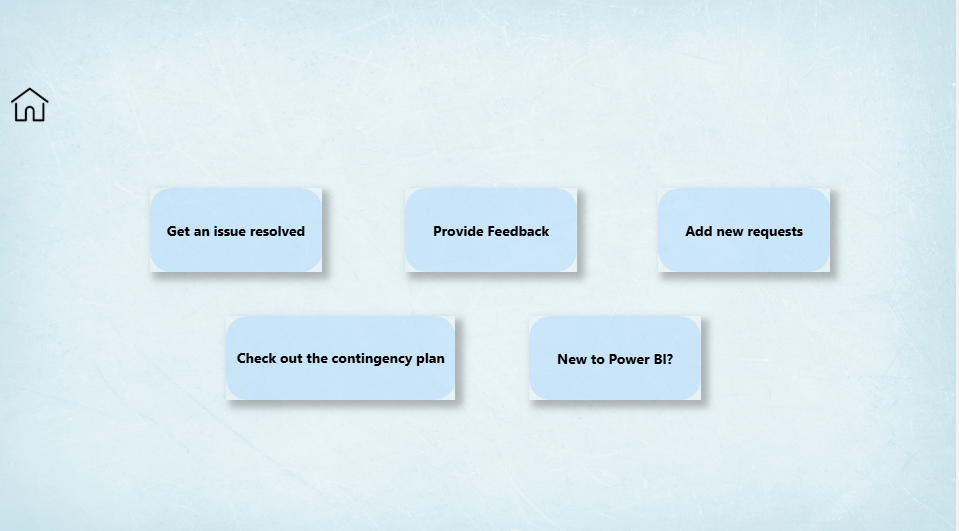 Get an issue resolved
Provide Feedback
Add new requests
Check out the contingency plan
New to Power BI?